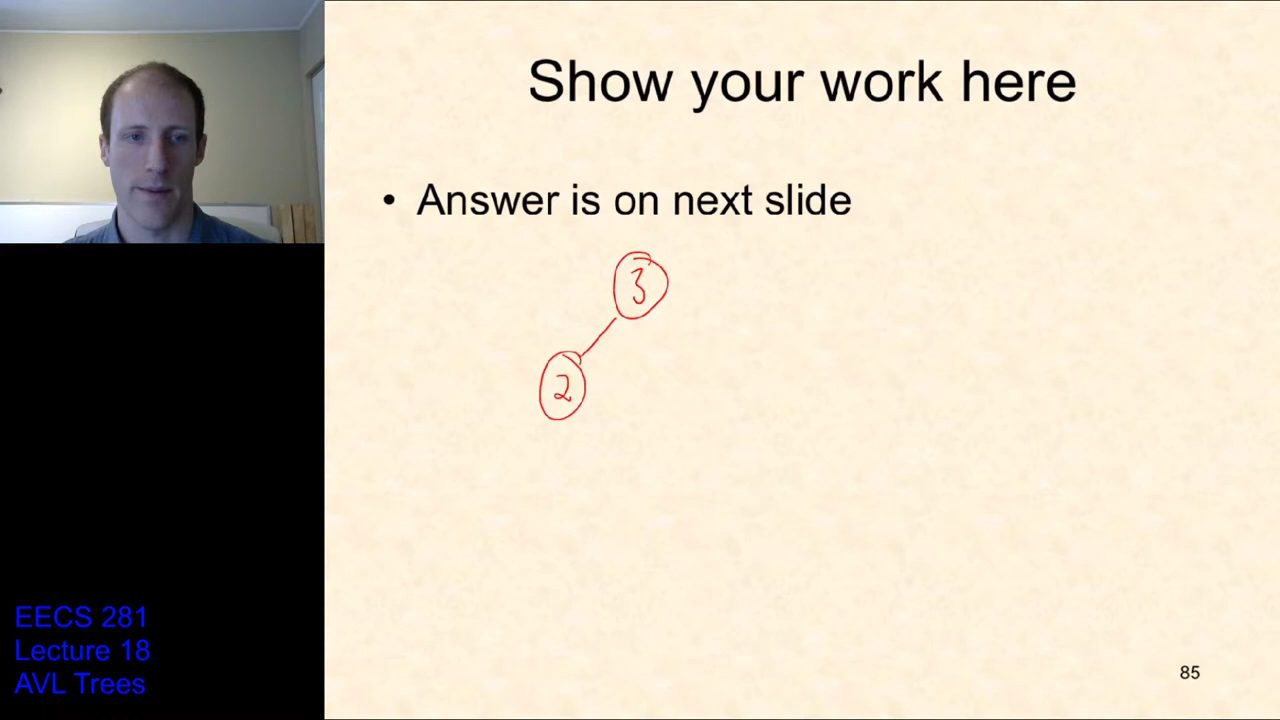 Show your work here
• Answer is on next slide
3
2
EECS 281
Lecture 18
AVL Trees
85